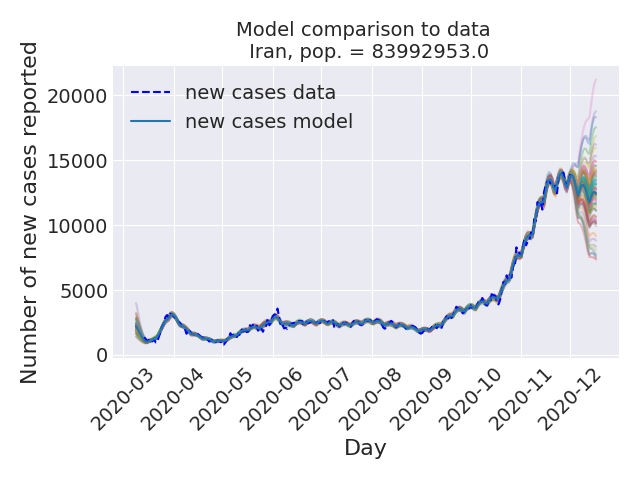 Model comparison to data
Iran, pop. = 83992953.0
Number of new cases reported
20000
15000
10000
5000
0
new cases data
new cases model
2020-03
2020-04
2020-05
2020-06
2020-07
2020-08
2020-09
2020-10
2020-11
2020-12
Day